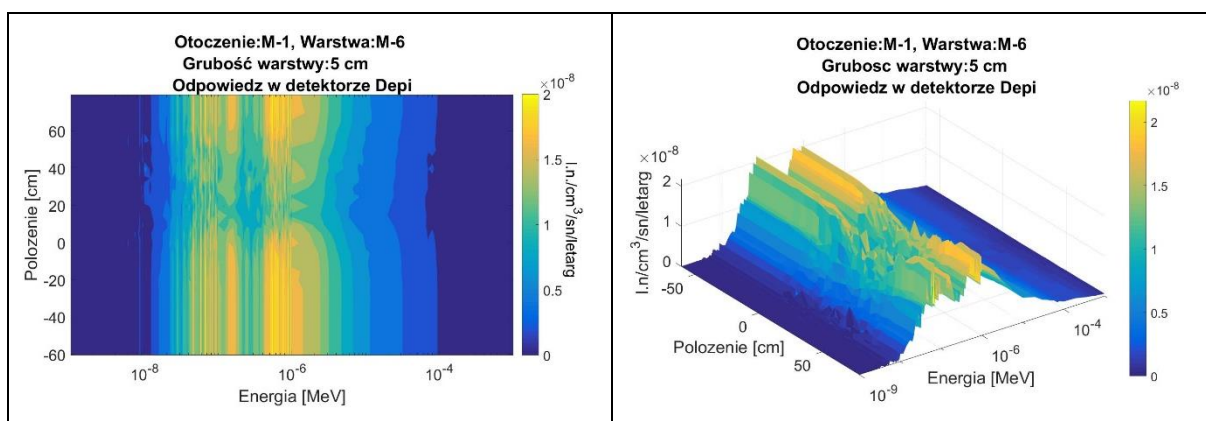 Otoczenie:M-1, Warstwa:M-6
Grubość warstwy:5 cm
Odpowiedz w detektorze Depi
×10⁻⁸
2
1.5
1
0.5
0
I.n./cm³/sn/letarg
60
40
20
0
-20
-40
-60
Polozenie [cm]
10⁻⁸
10⁻⁶
10⁻⁴
Energia [MeV]
Otoczenie:M-1, Warstwa:M-6
Grubosc warstwy:5 cm
Odpowiedz w detektorze Depi
×10⁻⁸
2
1
0
I.n/cm³/sn/letarg
-50
0
50
Polozenie [cm]
10⁻⁹
10⁻⁶
10⁻⁴
Energia [MeV]
×10⁻⁸
2
1.5
1
0.5
0